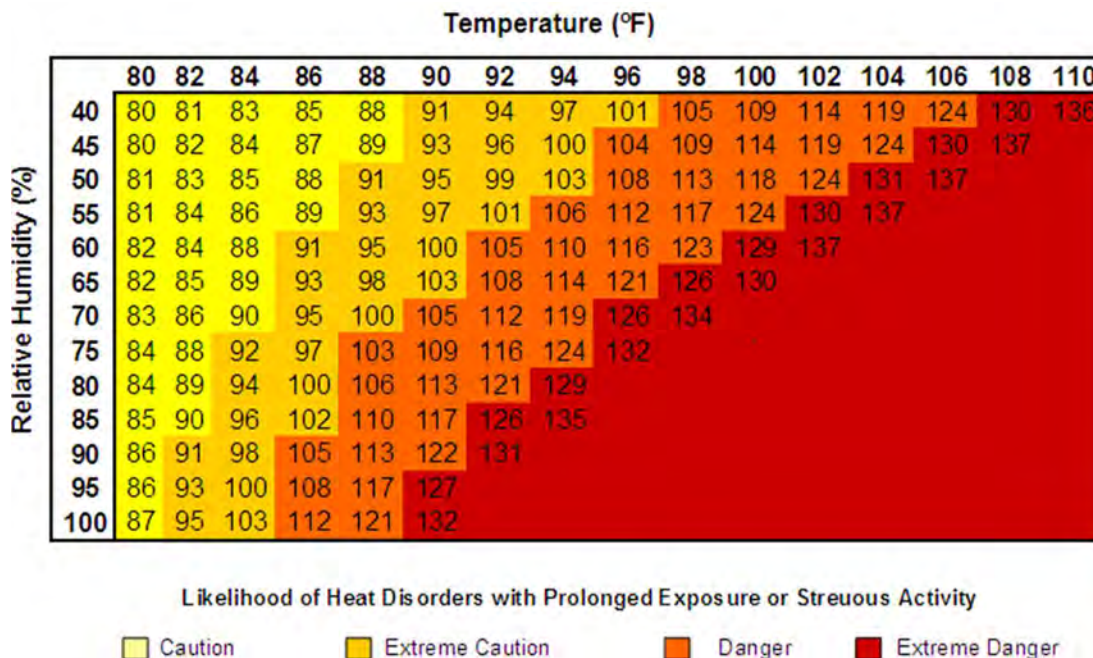 Temperature (ºF)
80 82 84 86 88 90 92 94 96 98 100 102 104 106 108 110
Relative Humidity (%)
40 80 81 83 85 88 91 94 97 101 105 109 114 119 124 130 136
45 80 82 84 87 89 93 96 100 104 109 114 119 124 130 137
50 81 83 85 88 91 95 99 103 108 113 118 124 131 137
55 81 84 86 89 93 97 101 106 112 117 124 130 137
60 82 84 88 91 95 100 105 110 116 123 129 137
65 82 85 89 93 98 103 108 114 121 126 130
70 83 86 90 95 100 105 112 119 126 134
75 84 88 92 97 103 109 116 124 132
80 84 89 94 100 106 113 121 129
85 85 90 96 102 110 117 126 135
90 86 91 98 105 113 122 131
95 86 93 100 108 117 127
100 87 95 103 112 121 132
Likelihood of Heat Disorders with Prolonged Exposure or Streuous Activity
Caution Extreme Caution Danger Extreme Danger